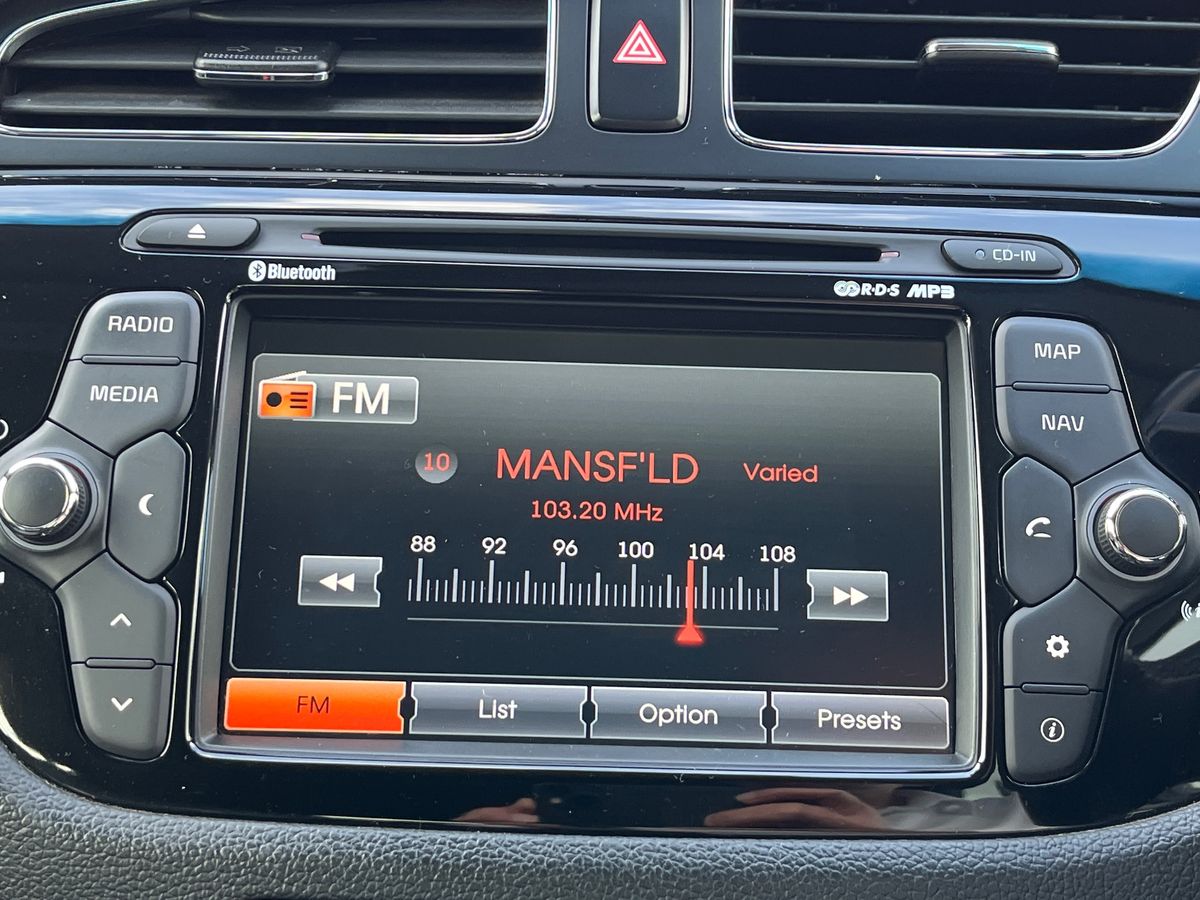 Bluetooth
CD-IN
R·D·S MP3
RADIO
MEDIA
MAP
NAV
FM
10 MANSF'LD Varied
103.20 MHz
88 92 96 100 104 108
FM List Option Presets